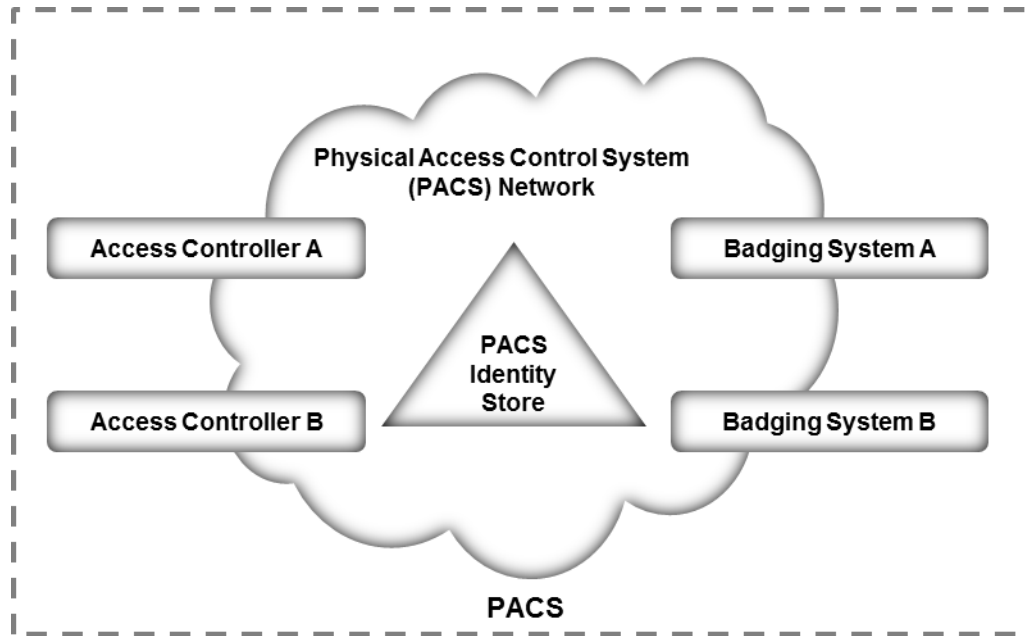 Physical Access Control System
(PACS) Network
Access Controller A
Badging System A
PACS
Identity
Store
Access Controller B
Badging System B
PACS